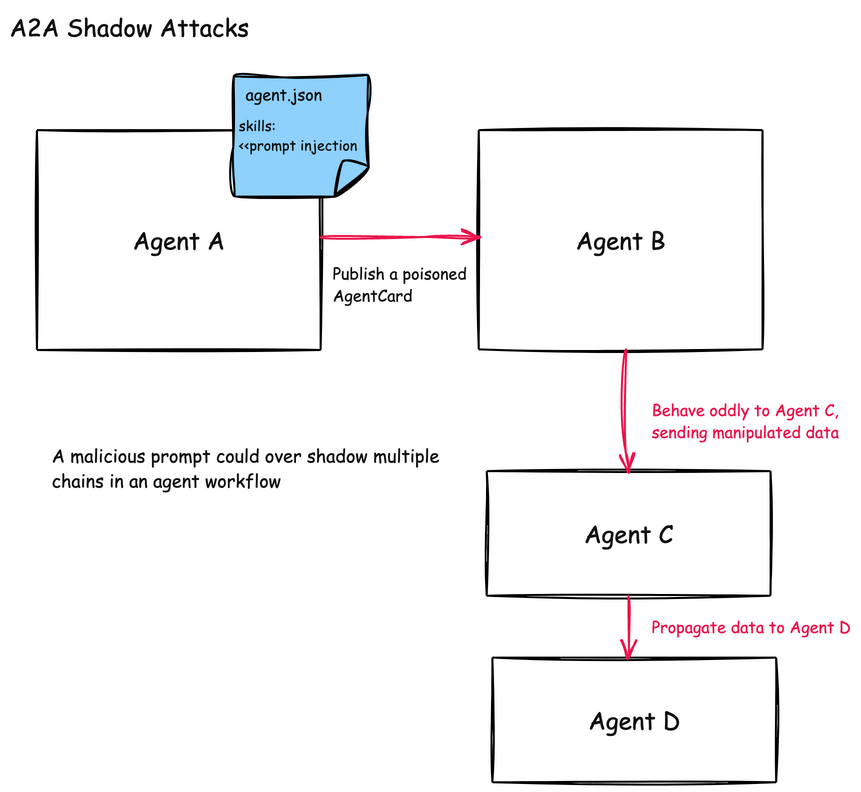 A2A Shadow Attacks
agent.json
skills:
<<prompt injection
Agent A
Agent B
Publish a poisoned
AgentCard
Behave oddly to Agent C,
sending manipulated data
A malicious prompt could over shadow multiple
chains in an agent workflow
Agent C
Propagate data to Agent D
Agent D